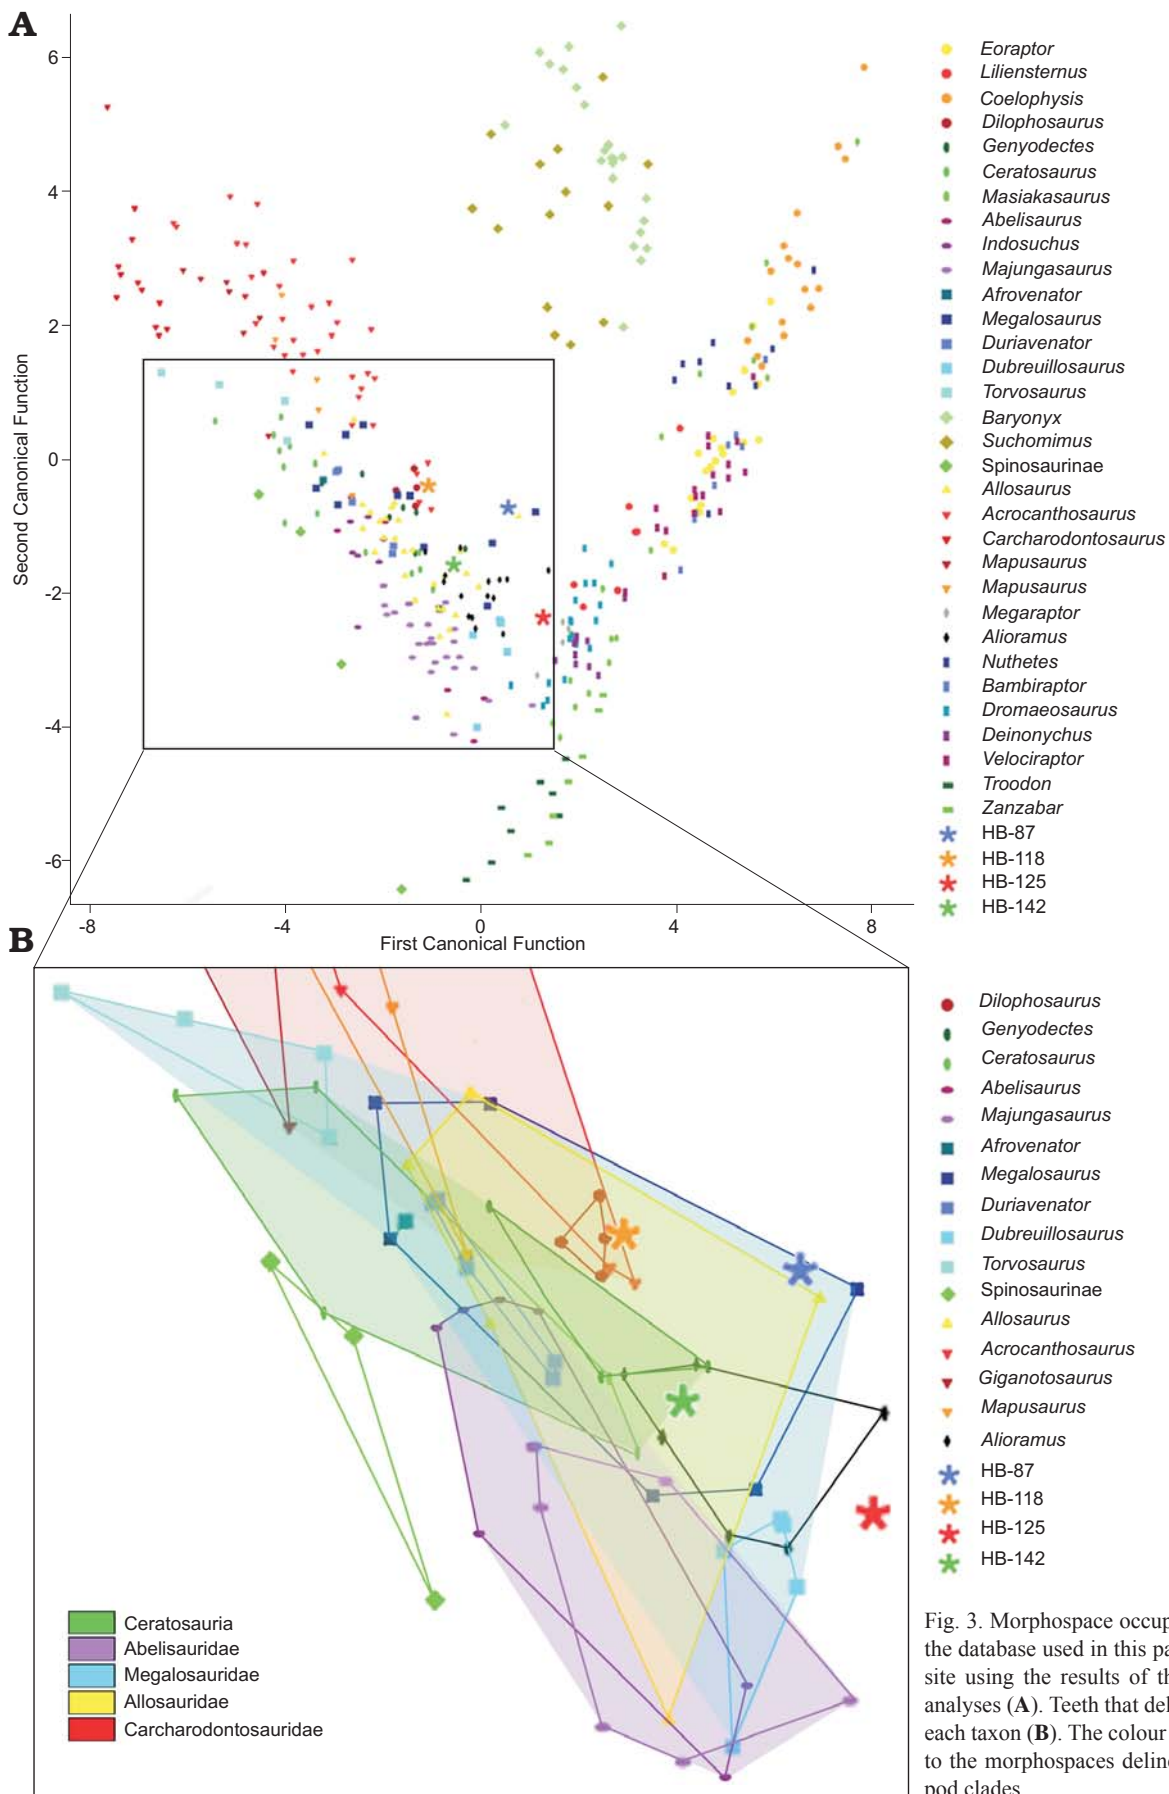 A
6
4
2
0
-2
-4
-6
Second Canonical Function
-8
-4
0
4
8
First Canonical Function
Eoraptor
Liliensternus
Coelophysis
Dilophosaurus
Genyodectes
Ceratosaurus
Masiakasaurus
Abelisaurus
Indosuchus
Majungasaurus
Afrovenator
Megalosaurus
Duriavenator
Dubreuillosaurus
Torvosaurus
Baryonyx
Suchomimus
Spinosaurinae
Allosaurus
Acrocanthosaurus
Carcharodontosaurus
Mapusaurus
Mapusaurus
Megaraptor
Alioramus
Nuthetes
Bambiraptor
Dromaeosaurus
Deinonychus
Velociraptor
Troodon
Zanzabar
HB-87
HB-118
HB-125
HB-142
B
Dilophosaurus
Genyodectes
Ceratosaurus
Abelisaurus
Majungasaurus
Afrovenator
Megalosaurus
Duriavenator
Dubreuillosaurus
Torvosaurus
Spinosaurinae
Allosaurus
Acrocanthosaurus
Giganotosaurus
Mapusaurus
Alioramus
HB-87
HB-118
HB-125
HB-142
Ceratosauria
Abelisauridae
Megalosauridae
Allosauridae
Carcharodontosauridae
Fig. 3. Morphospace occup
the database used in this pa
site using the results of th
analyses (A). Teeth that del
each taxon (B). The colour
to the morphospaces deline
pod clades